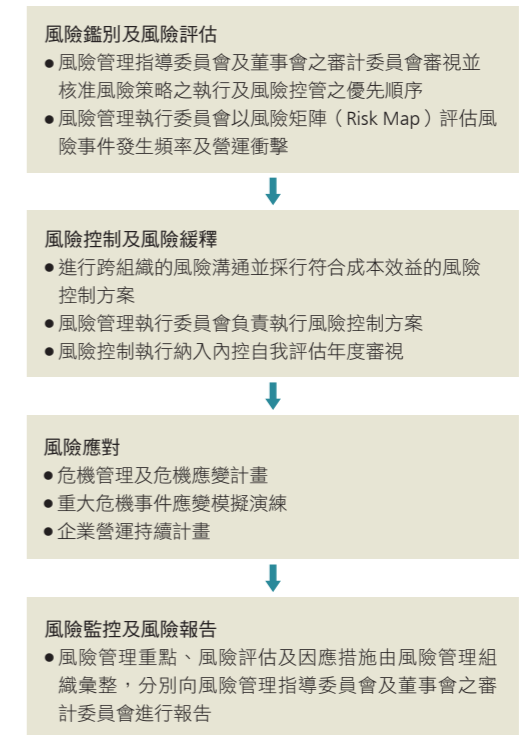 風險鑑別及風險評估
●風險管理指導委員會及董事會之審計委員會審視並
核准風險策略之執行及風險控管之優先順序
●風險管理執行委員會以風險矩陣（Risk Map）評估風
險事件發生頻率及營運衝擊
風險控制及風險緩釋
●進行跨組織的風險溝通並採行符合成本效益的風險
控制方案
●風險管理執行委員會負責執行風險控制方案
●風險控制執行納入內控自我評估年度審視
風險應對
●危機管理及危機應變計畫
●重大危機事件應變模擬演練
●企業營運持續計畫
風險監控及風險報告
●風險管理重點、風險評估及因應措施由風險管理組
織彙整，分別向風險管理指導委員會及董事會之審
計委員會進行報告